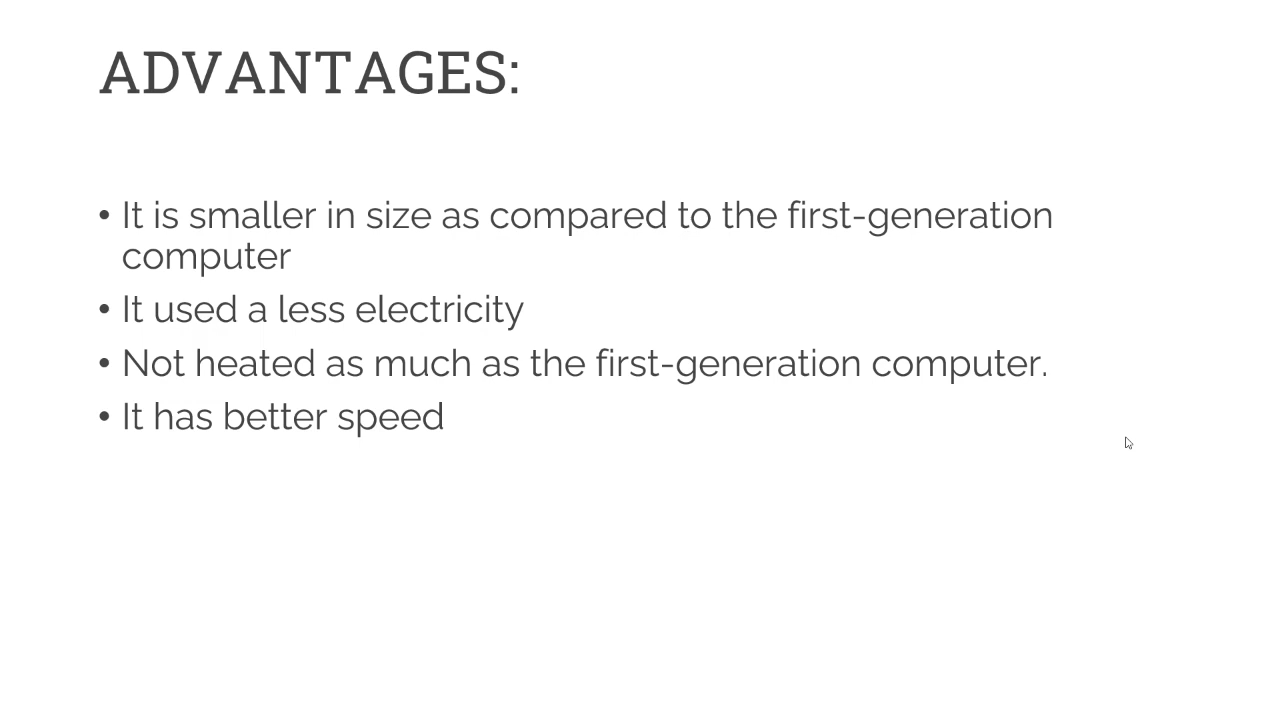 ADVANTAGES:
• It is smaller in size as compared to the first-generation
computer
• It used a less electricity
• Not heated as much as the first-generation computer.
• It has better speed